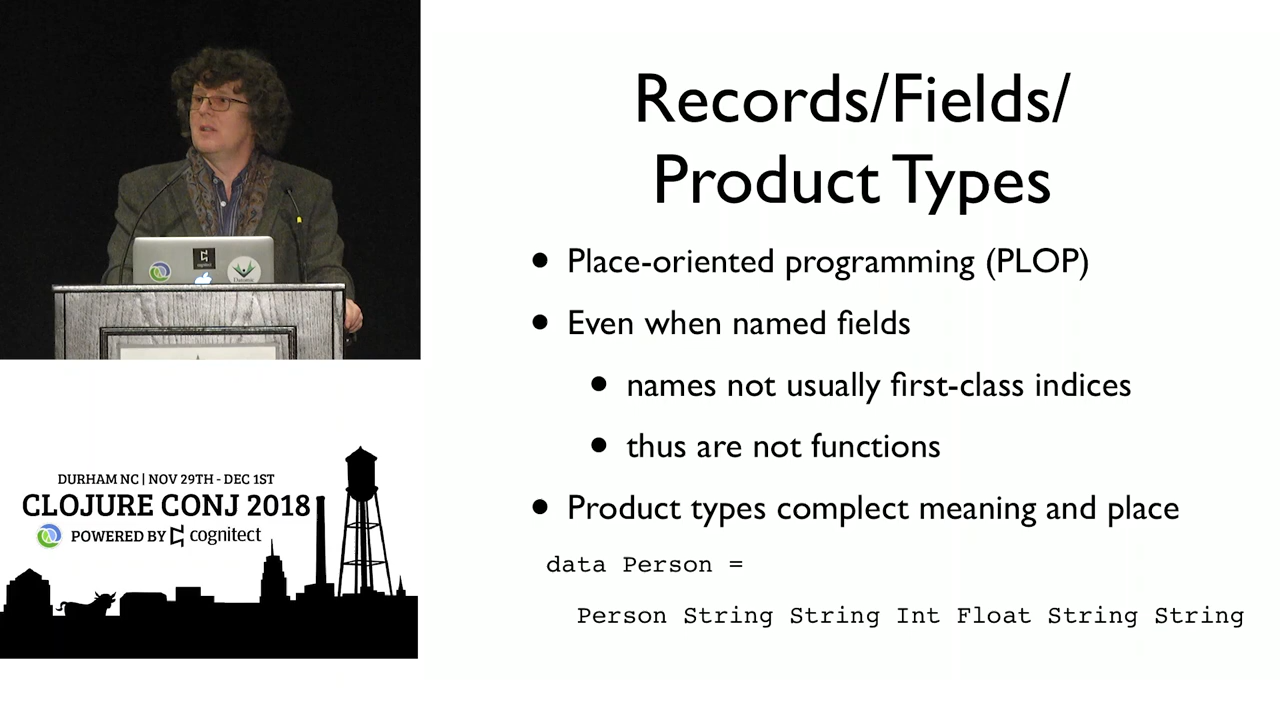 Records/Fields/
Product Types
• Place-oriented programming (PLOP)
• Even when named fields
• names not usually first-class indices
• thus are not functions
• Product types complect meaning and place
data Person =
Person String String Int Float String String
cognitect
DURHAM NC | NOV 29TH - DEC 1ST
CLOJURE CONJ 2018
POWERED BY cognitect